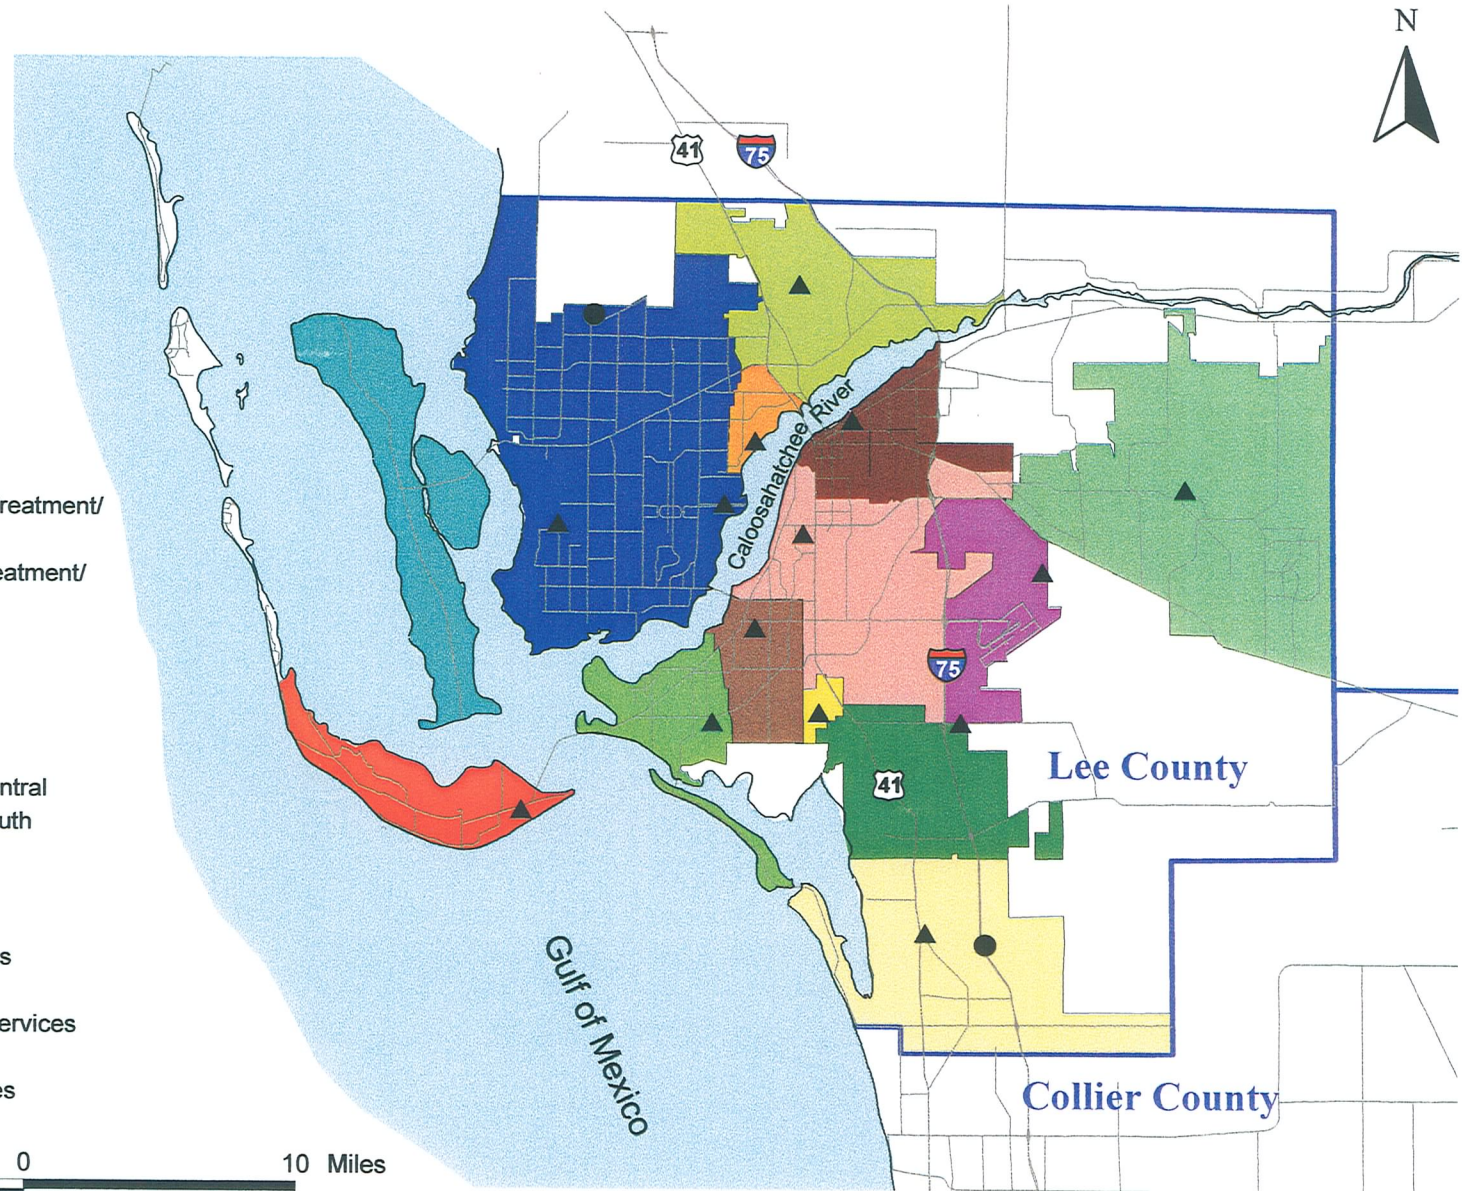 N
41
75
Caloosahatchee River
reatment/
eatment/
75
Lee County
ntral
41
uth
s
Gulf of Mexico
ervices
es
Collier County
0 10 Miles